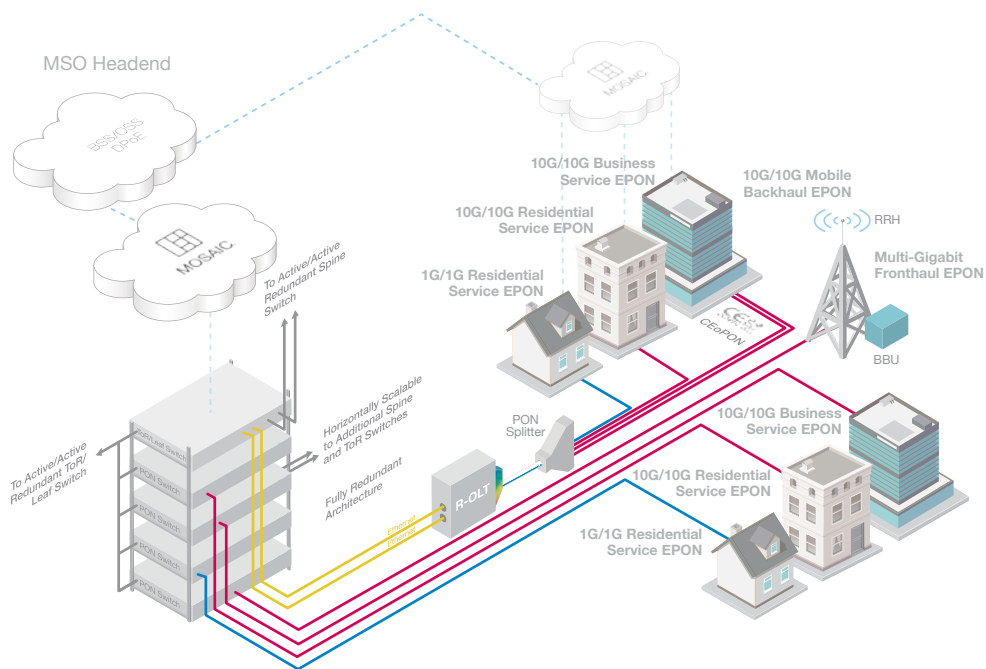 MSO Headend
BSS/OSS
DPoE
MOSAIC
MOSAIC
To Active/Active
Redundant Spine
Switch
10G/10G Business
Service EPON
10G/10G Residential
Service EPON
1G/1G Residential
Service EPON
10G/10G Mobile
Backhaul EPON
RRH
Multi-Gigabit
Fronthaul EPON
BBU
CEoPON
PON
Splitter
R-OLT
Ethernet
Ethernet
Fully Redundant
Architecture
Horizontally Scalable
to Additional Spine
and ToR Switches
To Active/Active
Redundant ToR/
Leaf Switch
PON Switch
PON Switch
PON Switch
PON Switch
10G/10G Business
Service EPON
10G/10G Residential
Service EPON
1G/1G Residential
Service EPON